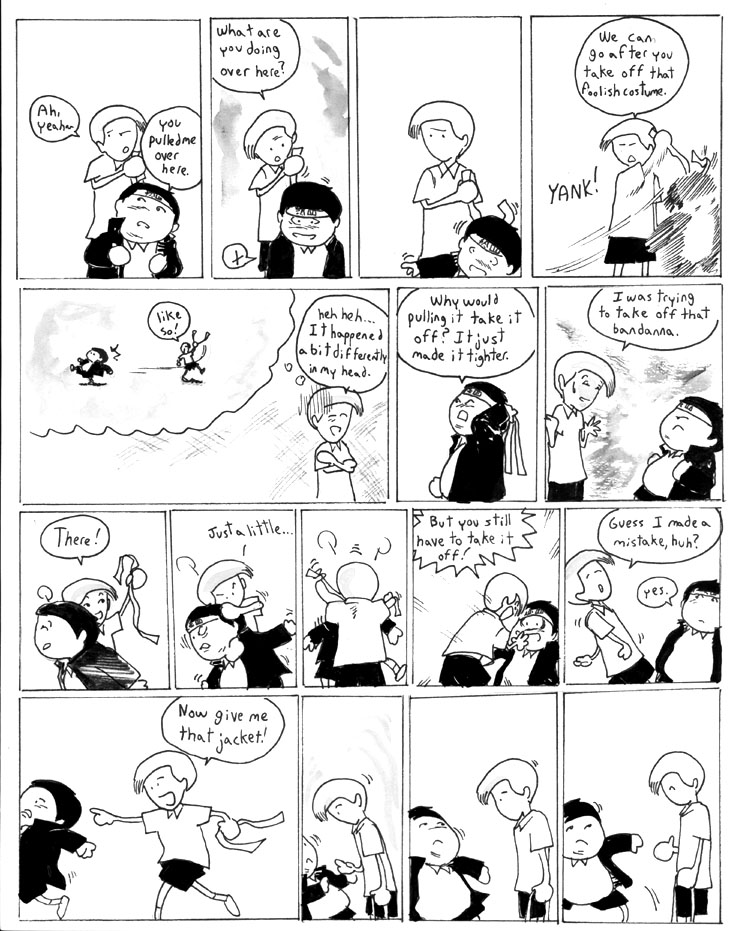 We can
go after you
take off that
foolish costume.
YANK!
What are
you doing
over here?
you
pulled me
over
here.
Ah,
I was trying
to take off that
bandanna.
Why would
pulling it take it
off? It just
made it tighter.
heh heh...
It happened
a bit differently
in my head.
like
so!
Guess I made a
mistake, huh?
yes.
But you still
have to take it
off!
Just a little...
There!
Now give me
that jacket!